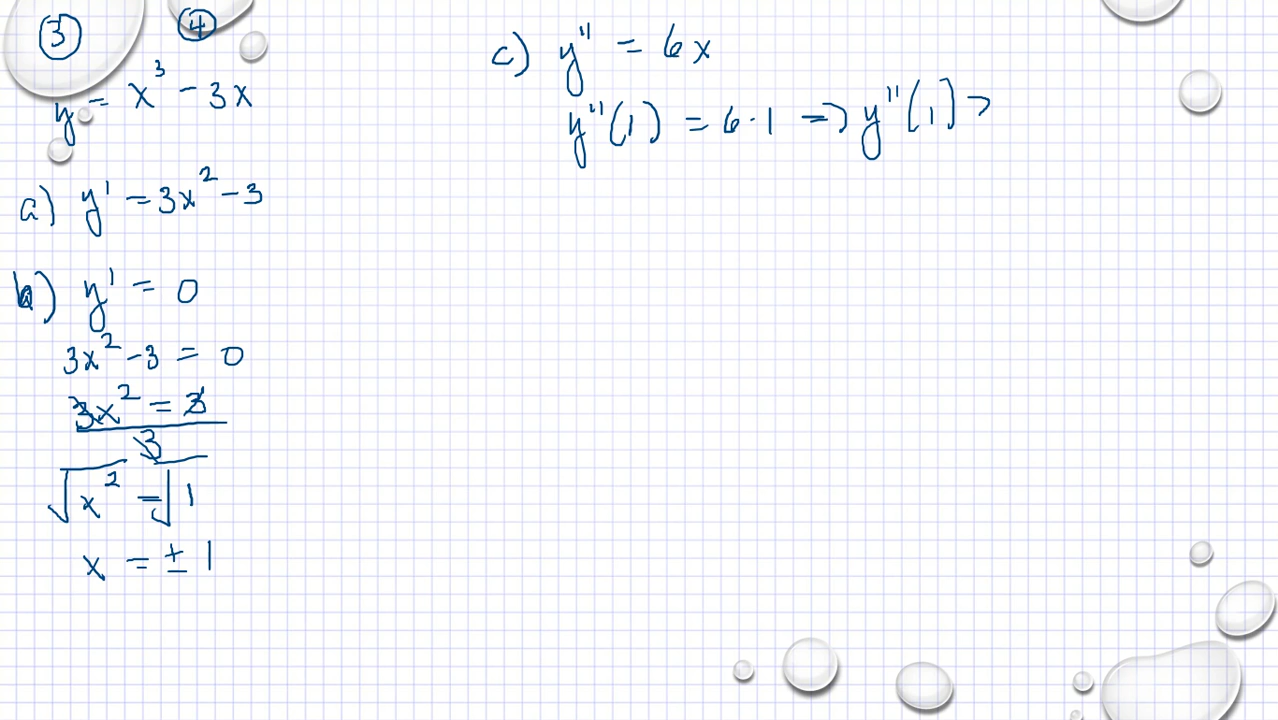 ③ ④
y = x³ - 3x
a) y' = 3x² - 3
b) y' = 0
3x² - 3 = 0
3x² = 3
3
√x² = √1
x = ± 1
c) y'' = 6x
y''(1) = 6·1 => y''(1) >